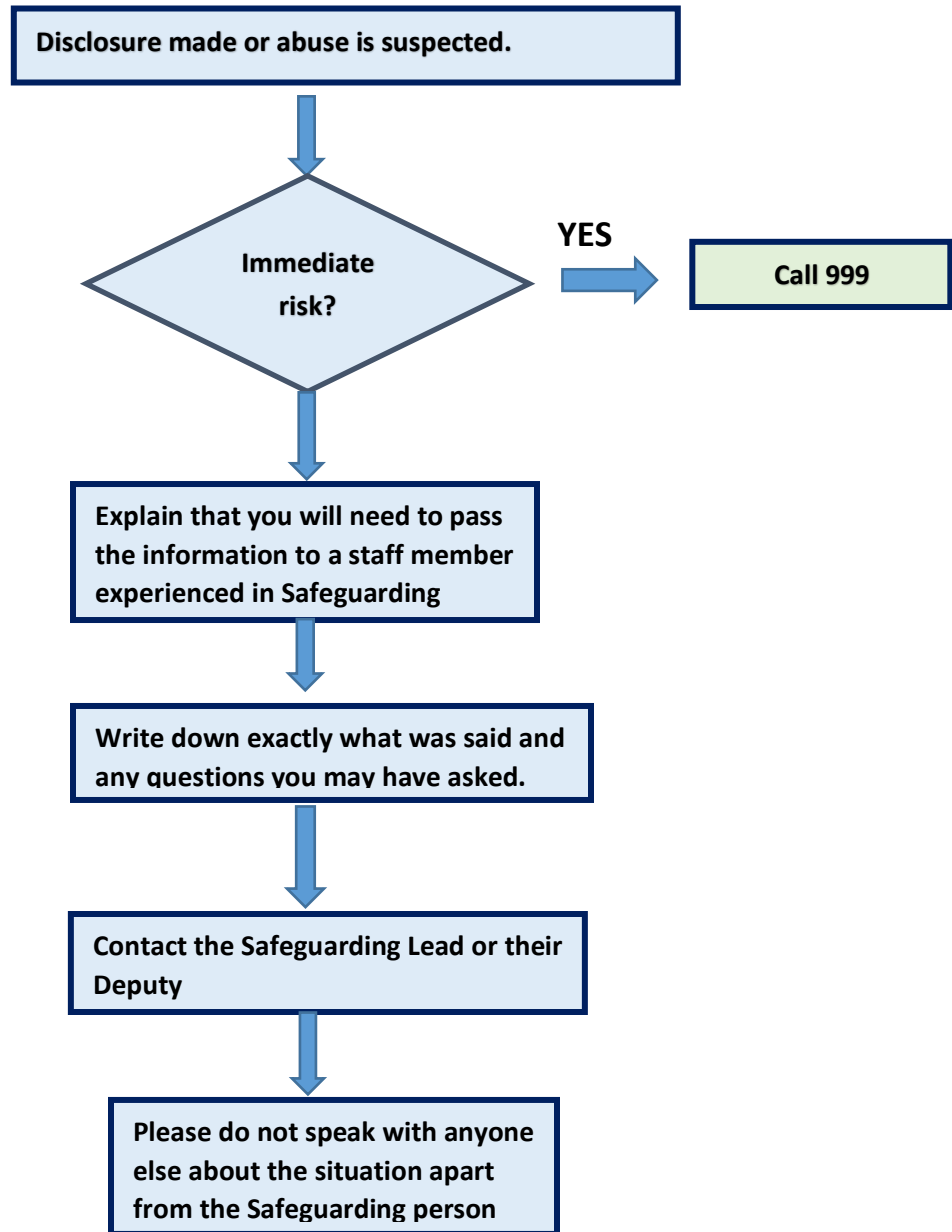 Disclosure made or abuse is suspected.
Immediate
risk?
YES
Call 999
Explain that you will need to pass
the information to a staff member
experienced in Safeguarding
Write down exactly what was said and
any questions you may have asked.
Contact the Safeguarding Lead or their
Deputy
Please do not speak with anyone
else about the situation apart
from the Safeguarding person